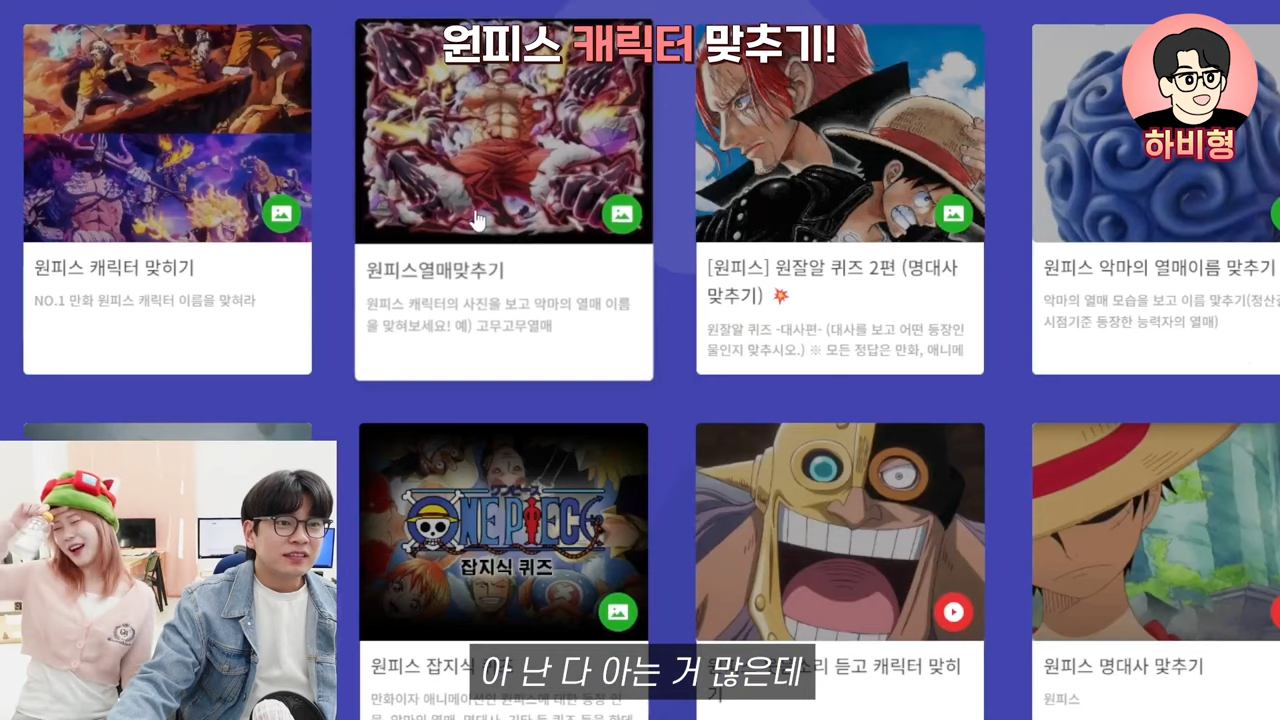 원피스 캐릭터 맞추기!
하비형
원피스 캐릭터 맞히기
NO.1 만화 원피스 캐릭터 이름을 맞혀라
원피스열매맞추기
원피스 캐릭터의 사진을 보고 악마의 열매 이름
을 맞혀보세요! 예) 고무고무열매
[원피스] 원잘알 퀴즈 2편 (명대사
맞추기) 💥
원잘알 퀴즈 -대사편- (대사를 보고 어떤 등장인
물인지 맞추시오.) ※ 모든 정답은 만화, 애니메
원피스 악마의 열매이름 맞추기
악마의 열매 모습을 보고 이름 맞추기(정산
시점기준 등장한 능력자의 열매)
ONE PIECE
잡지식 퀴즈
원피스 잡지식
만화이자 애니메이션인 원피스에 대한 등장 인
소리 듣고 캐릭터 맞히
기
원피스 명대사 맞추기
원피스
아 난 다 아는 거 많은데